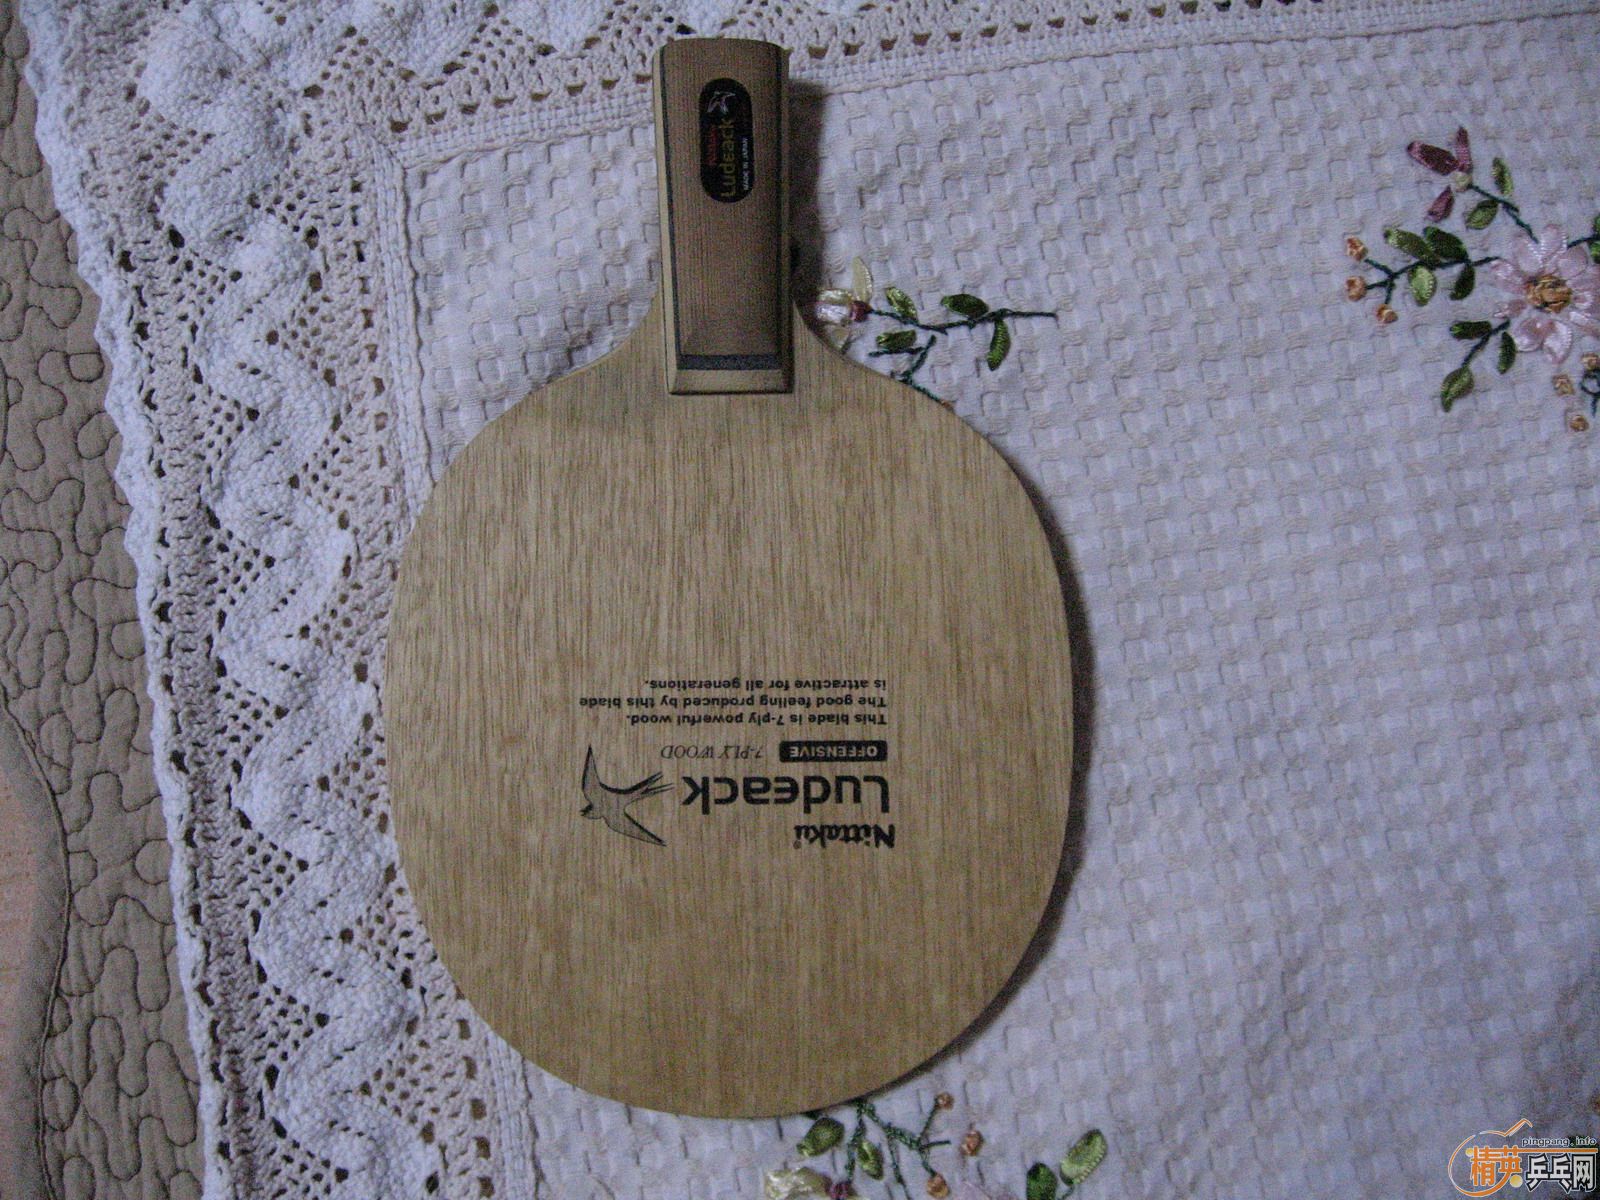 Nittaku
Ludeack
MADE IN JAPAN
Nittaku
Ludeack
OFFENSIVE 7-PLY WOOD
This blade is 7-ply powerful wood.
The good feeling produced by this blade
is attractive for all generations.
pingpang.info
精英乒乓网